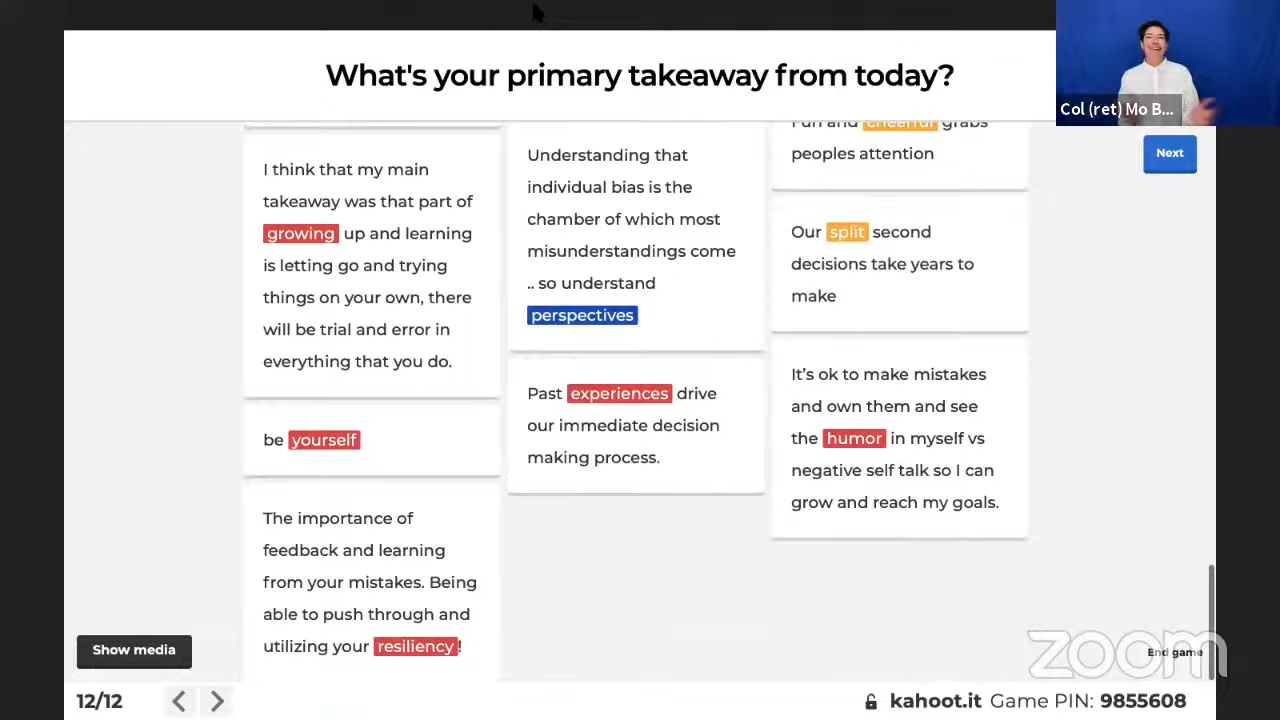 What's your primary takeaway from today?
Col (ret) Mo B...
Next
I think that my main
takeaway was that part of
growing up and learning
is letting go and trying
things on your own, there
will be trial and error in
everything that you do.
be yourself
The importance of
feedback and learning
from your mistakes. Being
able to push through and
utilizing your resiliency!
Understanding that
individual bias is the
chamber of which most
misunderstandings come
.. so understand
perspectives
Past experiences drive
our immediate decision
making process.
Fun and cheerful grabs
peoples attention
Our split second
decisions take years to
make
It’s ok to make mistakes
and own them and see
the humor in myself vs
negative self talk so I can
grow and reach my goals.
Show media
zoom
End game
12/12
kahoot.it Game PIN: 9855608